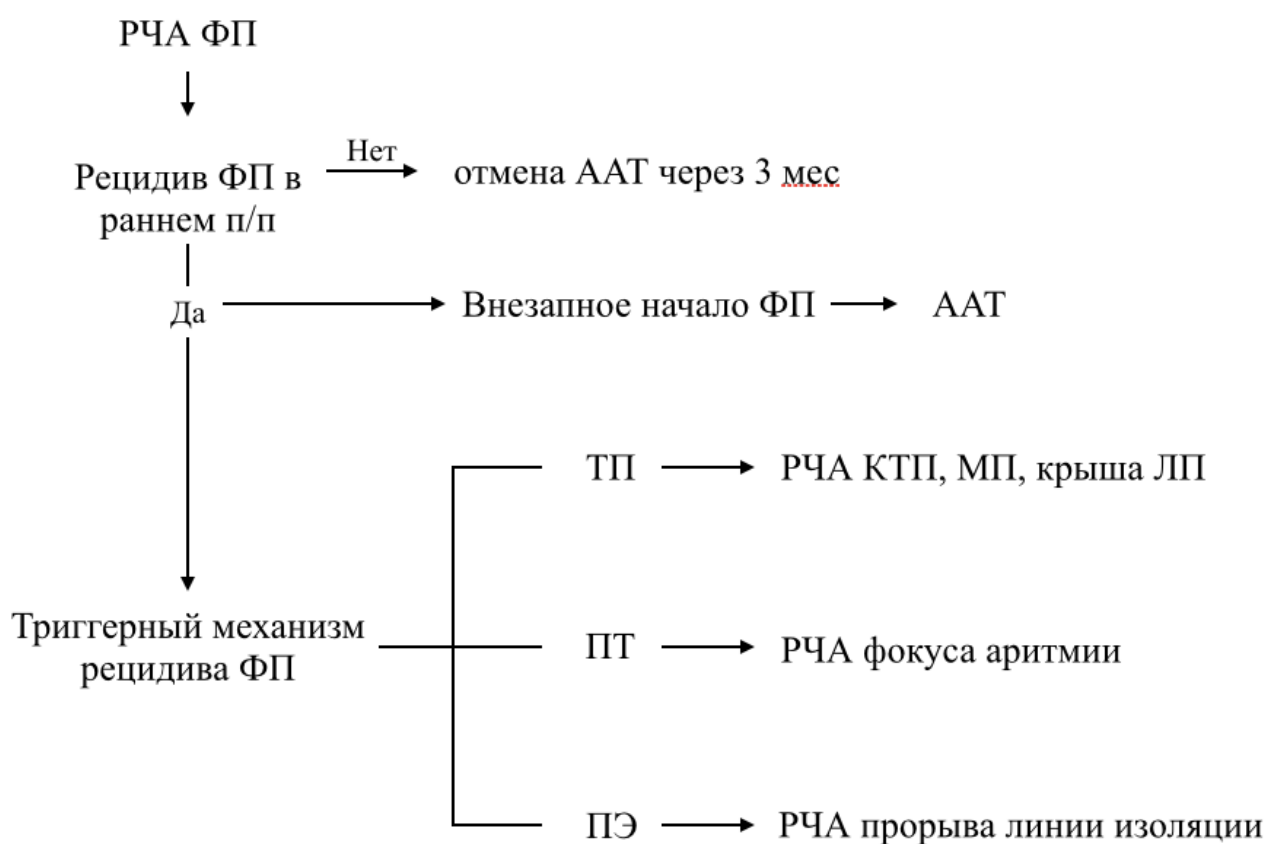 РЧА ФП
Нет
Рецидив ФП в
раннем п/п
отмена ААТ через 3 мес
Да
Внезапное начало ФП
ААТ
ТП
РЧА КТП, МП, крыша ЛП
Триггерный механизм
рецидива ФП
ПТ
РЧА фокуса аритмии
ПЭ
РЧА прорыва линии изоляции